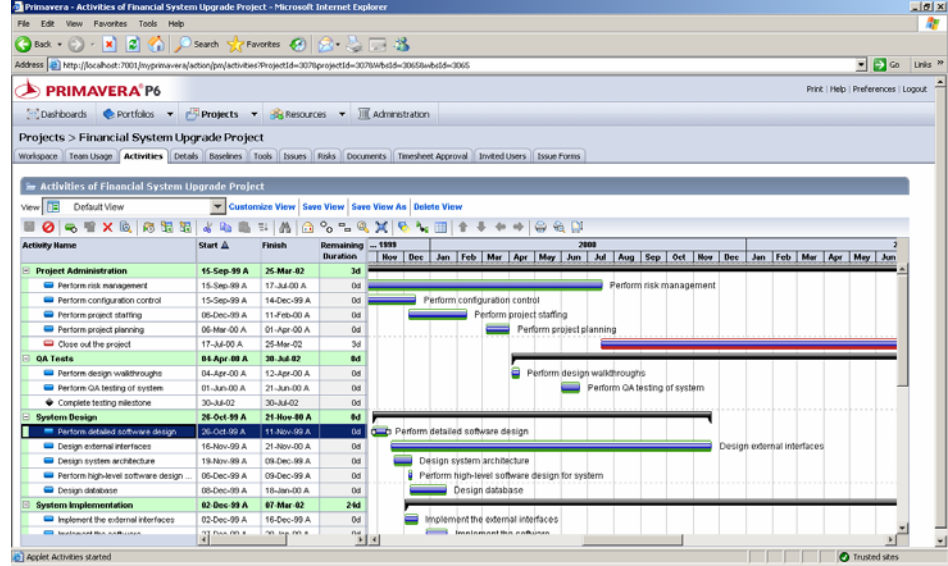 Primavera - Activities of Financial System Upgrade Project - Microsoft Internet Explorer
File Edit View Favorites Tools Help
Back Search Favorites
Address http://localhost:7001/myprimavera/action/pm/activities?ProjectId=3078projectId=3078WbsId=3065&wbsId=3065 Go Links »
PRIMAVERA P6 Print | Help | Preferences | Logout
Dashboards Portfolios Projects Resources Administration
Projects > Financial System Upgrade Project
Workspace Team Usage Activities Details Baselines Tools Issues Risks Documents Timesheet Approval Invited Users Issue Forms
Activities of Financial System Upgrade Project
View Default View Customize View Save View Save View As Delete View
Activity Name Start Finish Remaining Duration ... 1999 2000 2
Nov Dec Jan Feb Mar Apr May Jun Jul Aug Sep Oct Nov Dec Jan Feb Mar Apr May Jun
Project Administration 15-Sep-99 A 25-Mar-02 3d
Perform risk management 15-Sep-99 A 17-Jul-00 A 0d Perform risk management
Perform configuration control 15-Sep-99 A 14-Dec-99 A 0d Perform configuration control
Perform project staffing 06-Dec-99 A 11-Feb-00 A 0d Perform project staffing
Perform project planning 06-Mar-00 A 01-Apr-00 A 0d Perform project planning
Close out the project 17-Jul-00 A 25-Mar-02 3d
QA Tests 04-Apr-00 A 30-Jul-02 0d
Perform design walkthroughs 04-Apr-00 A 12-Apr-00 A 0d Perform design walkthroughs
Perform QA testing of system 01-Jun-00 A 21-Jun-00 A 0d Perform QA testing of system
Complete testing milestone 30-Jul-02 30-Jul-02 0d
System Design 26-Oct-99 A 21-Nov-00 A 0d
Perform detailed software design 26-Oct-99 A 11-Nov-99 A 0d Perform detailed software design
Design external interfaces 16-Nov-99 A 21-Nov-00 A 0d Design external interfaces
Design system architecture 19-Nov-99 A 09-Dec-99 A 0d Design system architecture
Perform high-level software design ... 06-Dec-99 A 09-Dec-99 A 0d Perform high-level software design for system
Design database 08-Dec-99 A 18-Jan-00 A 0d Design database
System Implementation 02-Dec-99 A 07-Mar-02 24d
Implement the external interfaces 02-Dec-99 A 16-Dec-99 A 0d Implement the external interfaces
Implement the software 27-Dec-99 A 0d Implement the software
Applet Activities started Trusted sites